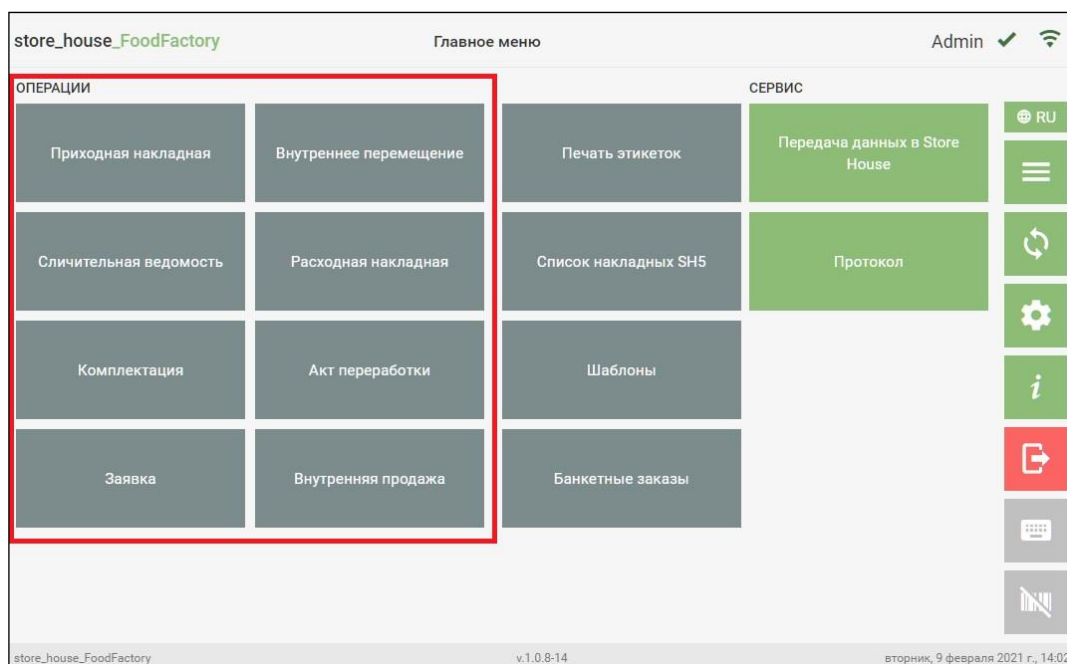 store_house_FoodFactory Главное меню Admin
ОПЕРАЦИИ СЕРВИС
RU
Приходная накладная Внутреннее перемещение Печать этикеток Передача данных в Store
House
Сличительная ведомость Расходная накладная Список накладных SH5 Протокол
Комплектация Акт переработки Шаблоны
Заявка Внутренняя продажа Банкетные заказы
store_house_FoodFactory v.1.0.8-14 вторник, 9 февраля 2021 г., 14:02